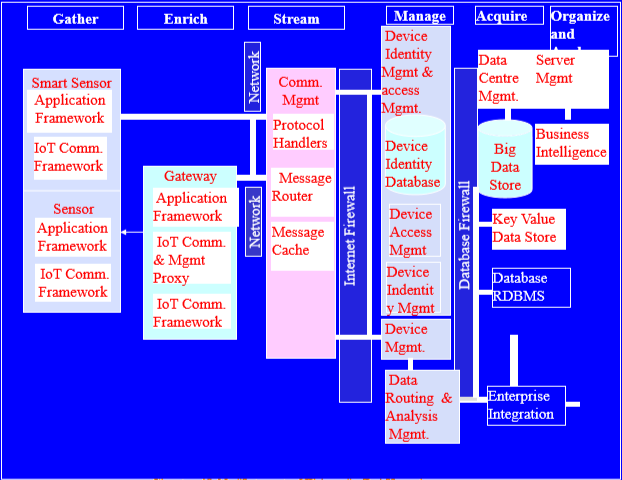 Gather
Enrich
Stream
Manage
Acquire
Organize
and
Smart Sensor
Application
Framework
IoT Comm.
Framework
Sensor
Application
Framework
IoT Comm.
Framework
Gateway
Application
Framework
IoT Comm.
& Mgmt
Proxy
IoT Comm.
Framework
Network
Network
Comm.
Mgmt
Protocol
Handlers
Message
Router
Message
Cache
Internet Firewall
Device
Identity
Mgmt &
access
Mgmt.
Device
Identity
Database
Device
Access
Mgmt
Device
Indentit
y Mgmt
Device
Mgmt.
Data
Routing &
Analysis
Mgmt.
Database Firewall
Data
Centre
Mgmt.
Server
Mgmt
Big
Data
Store
Business
Intelligence
Key Value
Data Store
Database
RDBMS
Enterprise
Integration